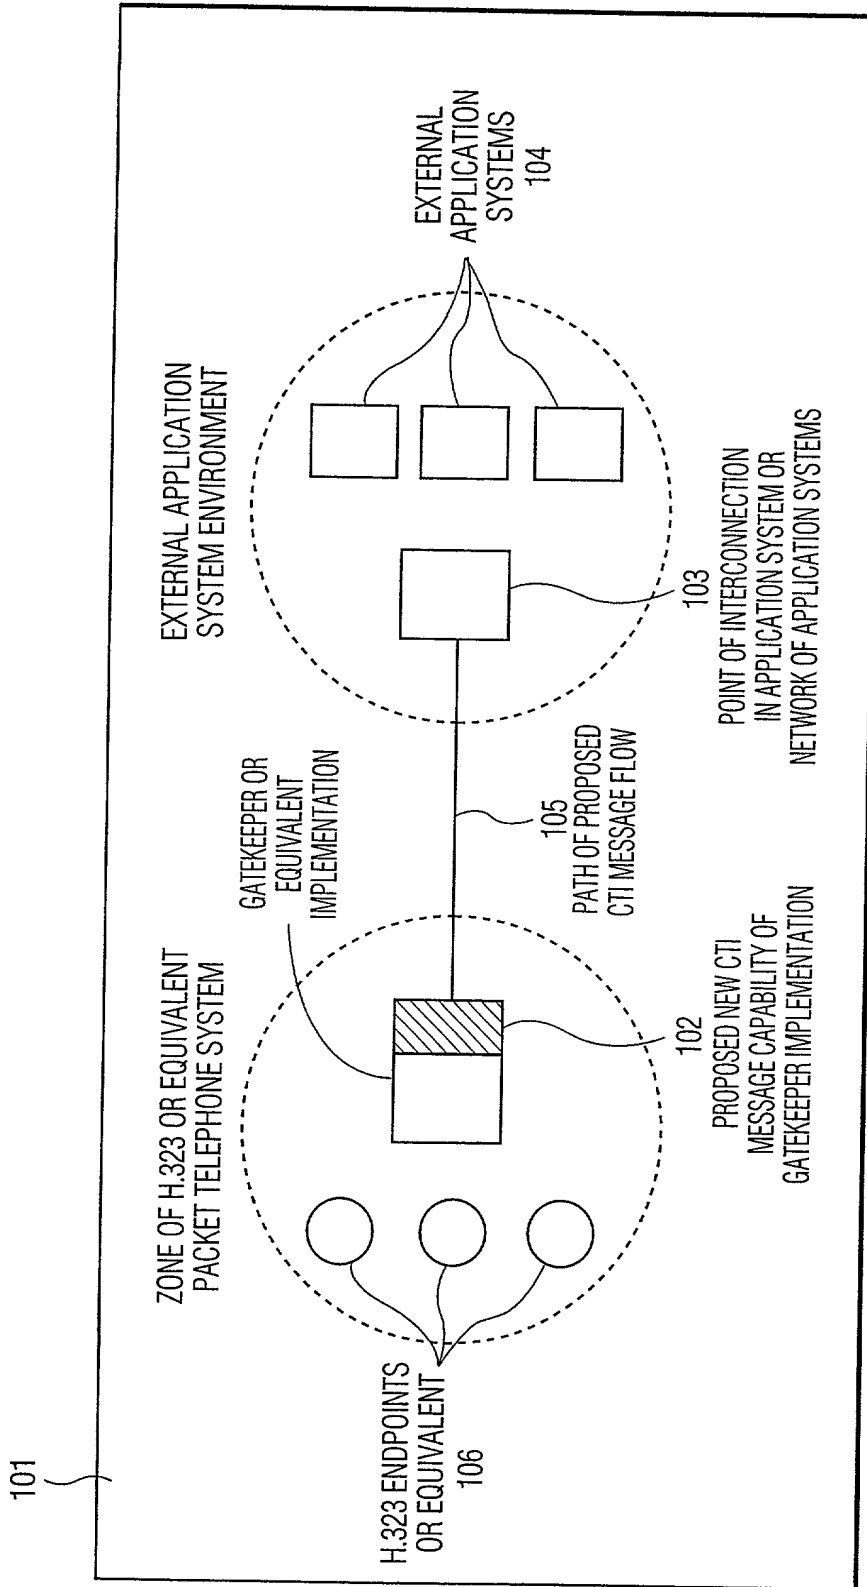 101
ZONE OF H.323 OR EQUIVALENT
PACKET TELEPHONE SYSTEM
GATEKEEPER OR
EQUIVALENT
IMPLEMENTATION
EXTERNAL APPLICATION
SYSTEM ENVIRONMENT
EXTERNAL
APPLICATION
SYSTEMS
104
H.323 ENDPOINTS
OR EQUIVALENT
106
105
PATH OF PROPOSED
CTI MESSAGE FLOW
102
PROPOSED NEW CTI
MESSAGE CAPABILITY OF
GATEKEEPER IMPLEMENTATION
103
POINT OF INTERCONNECTION
IN APPLICATION SYSTEM OR
NETWORK OF APPLICATION SYSTEMS